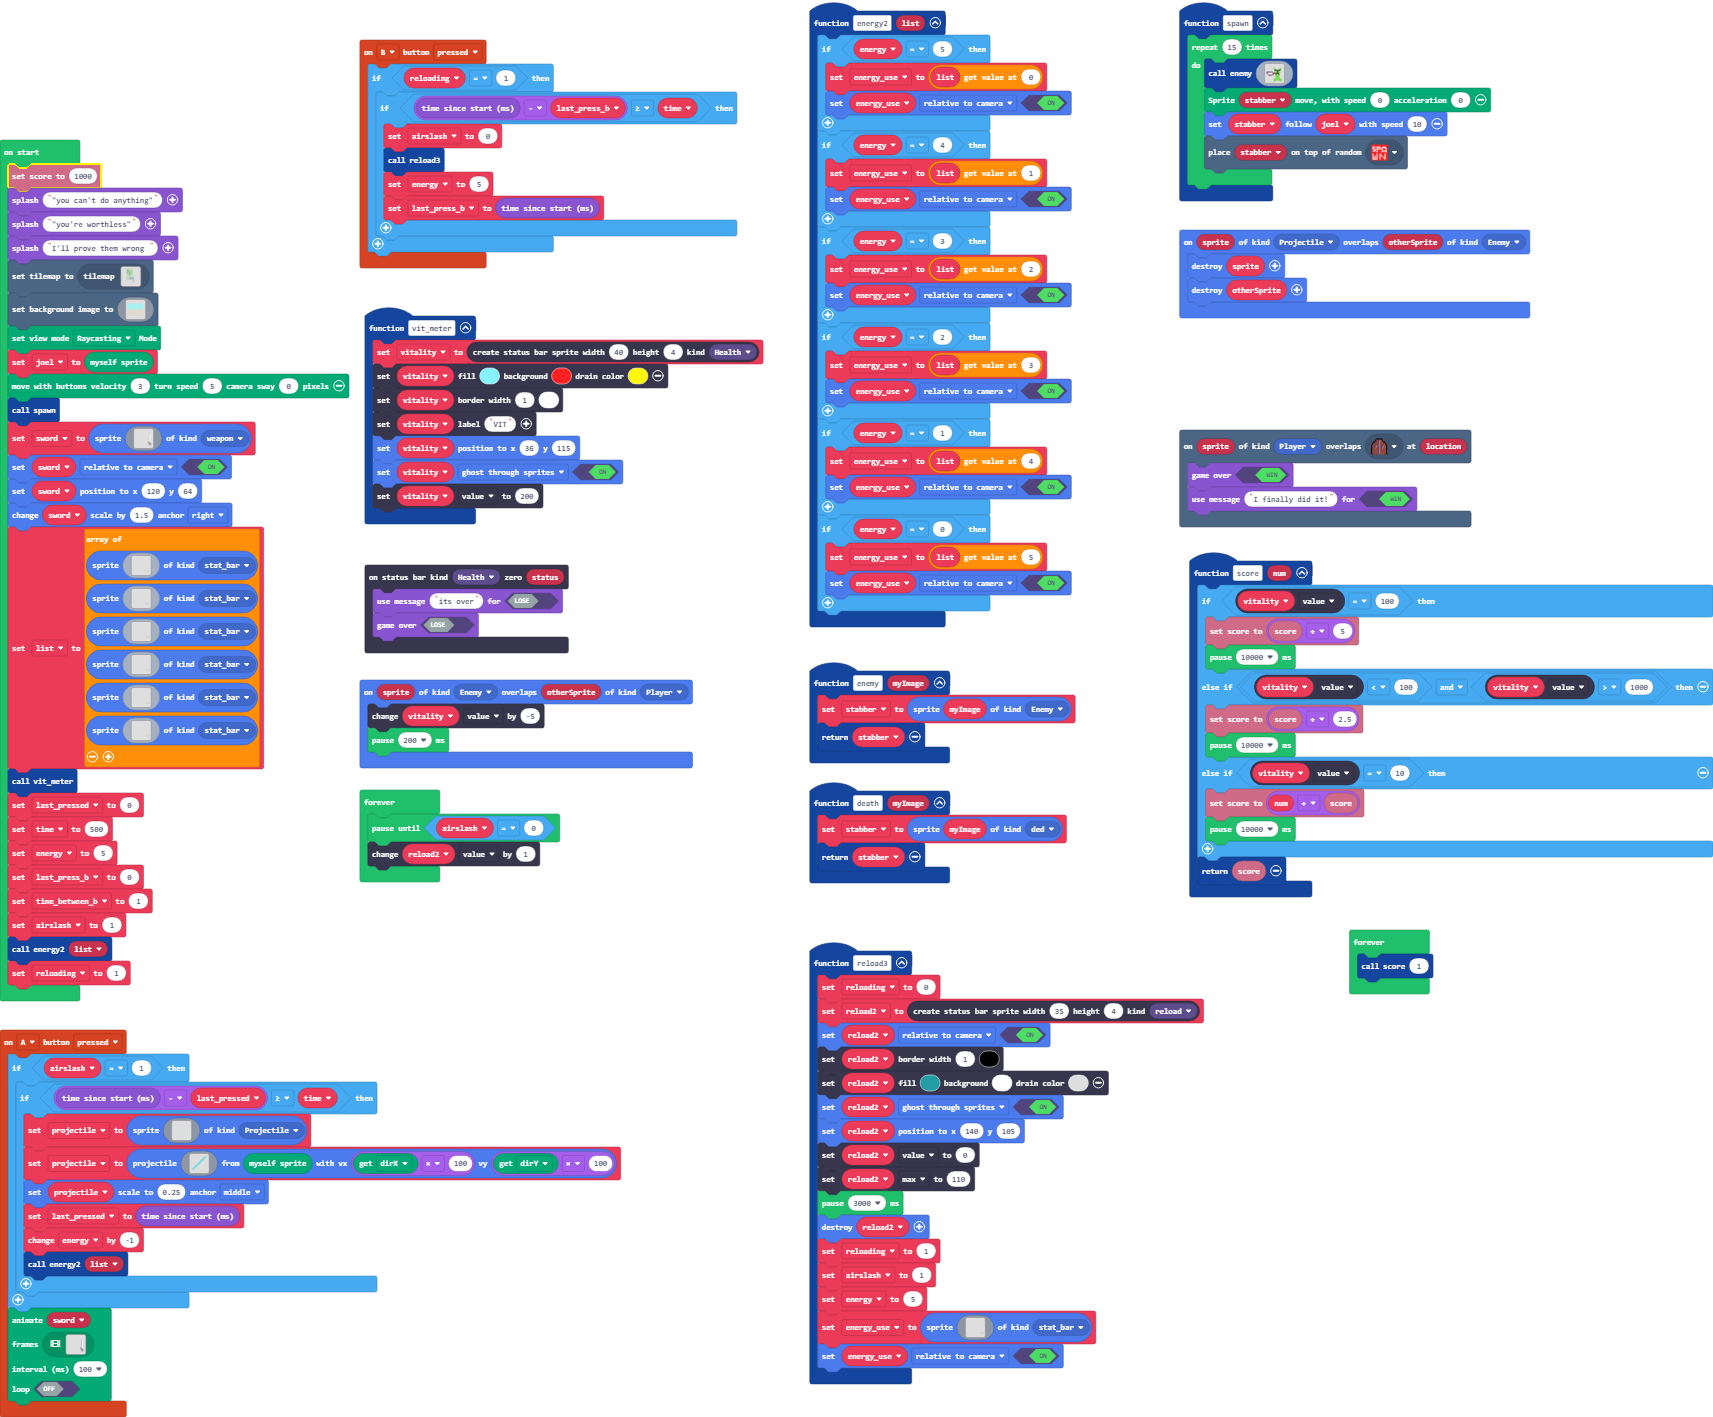 on start
set score to 1000
splash "you can't do anything"
splash "you're worthless"
splash "I'll prove them wrong "
set tilemap to tilemap
set background image to
set view mode Raycasting Mode
set joel to myself sprite
move with buttons velocity 3 turn speed 5 camera sway 0 pixels
call spawn
set sword to sprite of kind weapon
set sword relative to camera ON
set sword position to x 120 y 64
change sword scale by 1.5 anchor right
set list to array of
sprite of kind stat_bar
sprite of kind stat_bar
sprite of kind stat_bar
sprite of kind stat_bar
sprite of kind stat_bar
sprite of kind stat_bar
call vit_meter
set last_pressed to 0
set time to 500
set energy to 5
set last_press_b to 0
set time_between_b to 1
set airslash to 1
call energy2 list
set reloading to 1
on A button pressed
if airslash = 1 then
if time since start (ms) - last_pressed ≥ time then
set projectile to sprite of kind Projectile
set projectile to projectile from myself sprite with vx get dirX × 100 vy get dirY × 100
set projectile scale to 0.25 anchor middle
set last_pressed to time since start (ms)
change energy by -1
call energy2 list
animate sword
frames
interval (ms) 100
loop OFF
on B button pressed
if reloading = 1 then
if time since start (ms) - last_press_b ≥ time then
set airslash to 0
call reload3
set energy to 5
set last_press_b to time since start (ms)
function vit_meter
set vitality to create status bar sprite width 40 height 4 kind Health
set vitality fill background drain color
set vitality border width 1
set vitality label "VIT"
set vitality position to x 36 y 115
set vitality ghost through sprites ON
set vitality value to 200
on status bar kind Health zero status
use message "its over" for LOSE
game over LOSE
on sprite of kind Enemy overlaps otherSprite of kind Player
change vitality value by -5
pause 200 ms
forever
pause until airslash = 0
change reload2 value by 1
function energy2 list
if energy = 5 then
set energy_use to list get value at 0
set energy_use relative to camera ON
if energy = 4 then
set energy_use to list get value at 1
set energy_use relative to camera ON
if energy = 3 then
set energy_use to list get value at 2
set energy_use relative to camera ON
if energy = 2 then
set energy_use to list get value at 3
set energy_use relative to camera ON
if energy = 1 then
set energy_use to list get value at 4
set energy_use relative to camera ON
if energy = 0 then
set energy_use to list get value at 5
set energy_use relative to camera ON
function enemy myImage
set stabber to sprite myImage of kind Enemy
return stabber
function death myImage
set stabber to sprite myImage of kind ded
return stabber
function reload3
set reloading to 0
set reload2 to create status bar sprite width 35 height 4 kind reload
set reload2 relative to camera ON
set reload2 border width 1
set reload2 fill background drain color
set reload2 ghost through sprites ON
set reload2 position to x 140 y 105
set reload2 value to 0
set reload2 max to 110
pause 3000 ms
destroy reload2
set reloading to 1
set airslash to 1
set energy to 5
set energy_use to sprite of kind stat_bar
set energy_use relative to camera ON
function spawn
repeat 15 times
do call enemy
Sprite stabber move, with speed 0 acceleration 0
set stabber follow joel with speed 10
place stabber on top of random SPAWN
on sprite of kind Projectile overlaps otherSprite of kind Enemy
destroy sprite
destroy otherSprite
on sprite of kind Player overlaps at location
game over WIN
use message "I finally did it!" for WIN
function score num
if vitality value = 100 then
set score to score + 5
pause 10000 ms
else if vitality value < 100 and vitality value > 1000 then
set score to score + 2.5
pause 10000 ms
else if vitality value = 10 then
set score to num + score
pause 10000 ms
return score
forever
call score 1